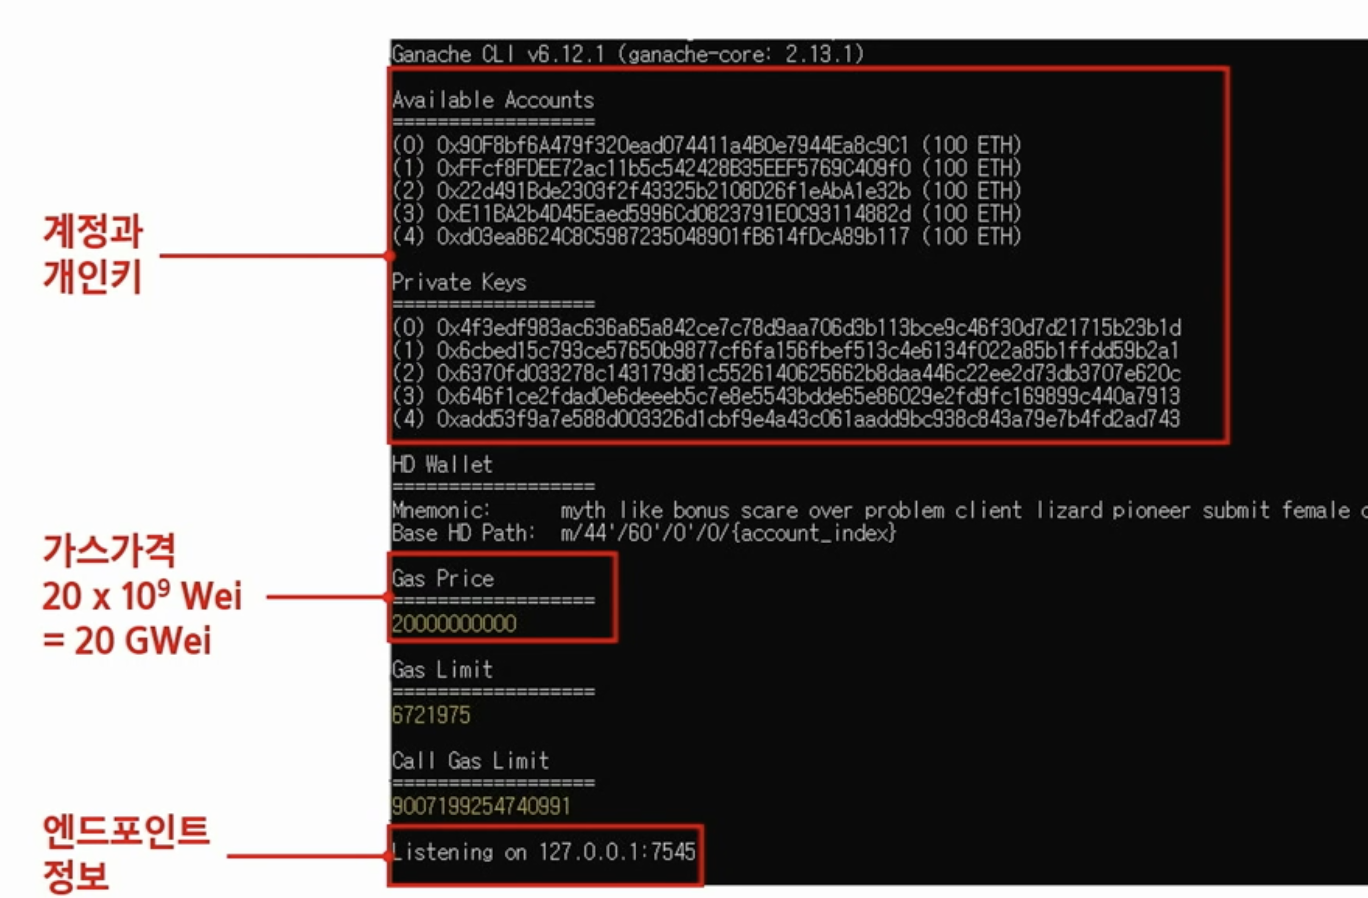 Ganache CLI v6.12.1 (ganache-core: 2.13.1)
Available Accounts
==================
(0) 0x90F8bf6A479f320ead074411a4B0e7944Ea8c9C1 (100 ETH)
(1) 0xFFcf8FDEE72ac11b5c542428B35EEF5769C409f0 (100 ETH)
(2) 0x22d491Bde2303f2f43325b2108D26f1eAbA1e32b (100 ETH)
(3) 0xE11BA2b4D45Eaed5996Cd0823791E0C93114882d (100 ETH)
(4) 0xd03ea8624C8C5987235048901fB614fDcA89b117 (100 ETH)
계정과
개인키
Private Keys
==================
(0) 0x4f3edf983ac636a65a842ce7c78d9aa706d3b113bce9c46f30d7d21715b23b1d
(1) 0x6cbed15c793ce57650b9877cf6fa156fbef513c4e6134f022a85b1ffdd59b2a1
(2) 0x6370fd033278c143179d81c5526140625662b8daa446c22ee2d73db3707e620c
(3) 0x646f1ce2fdad0e6deeeb5c7e8e5543bdde65e86029e2fd9fc169899c440a7913
(4) 0xadd53f9a7e588d003326d1cbf9e4a43c061aadd9bc938c843a79e7b4fd2ad743
HD Wallet
==================
Mnemonic: myth like bonus scare over problem client lizard pioneer submit female
Base HD Path: m/44'/60'/0'/0/{account_index}
가스가격
20 x 10⁹ Wei
= 20 GWei
Gas Price
==================
20000000000
Gas Limit
==================
6721975
Call Gas Limit
==================
9007199254740991
엔드포인트
정보
Listening on 127.0.0.1:7545